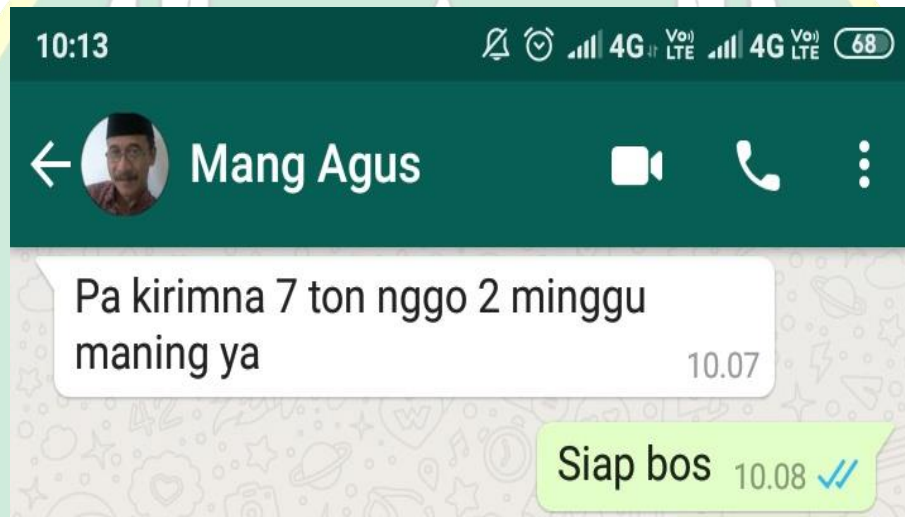 10:13 4G VoLTE 4G VoLTE 68
Mang Agus
Pa kirimna 7 ton nggo 2 minggu
maning ya
10.07
Siap bos 10.08